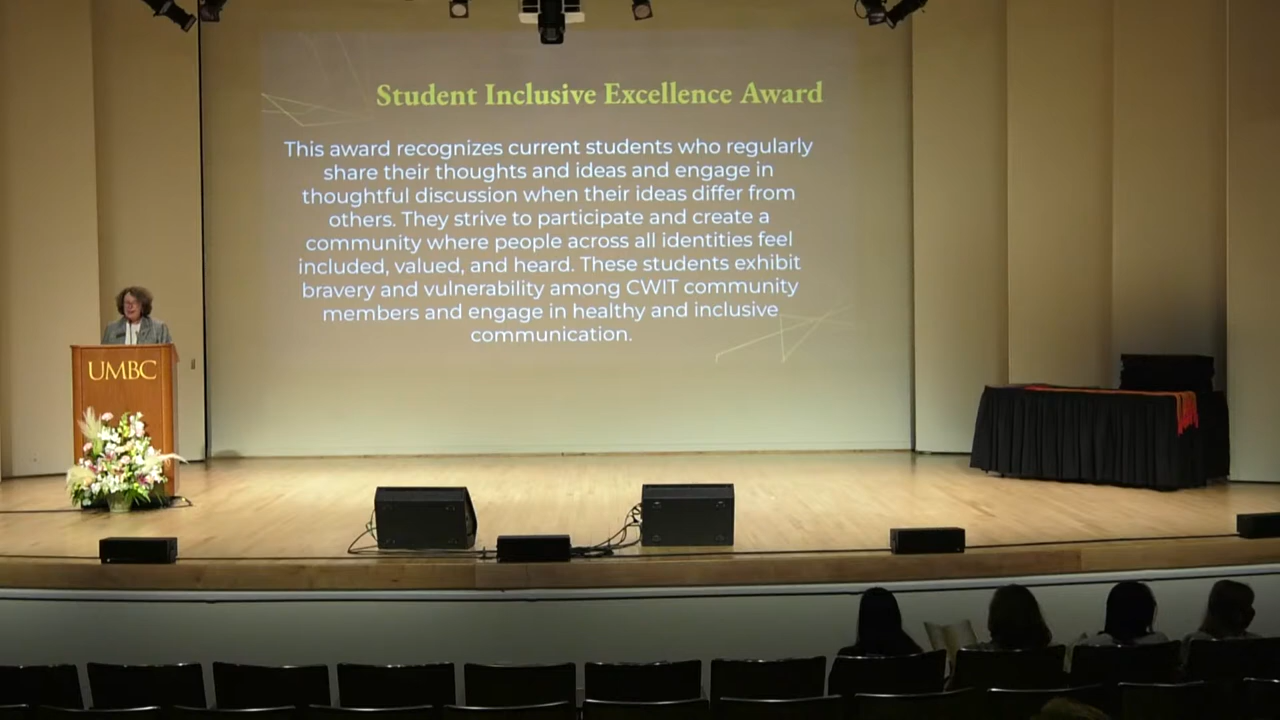 Student Inclusive Excellence Award
This award recognizes current students who regularly
share their thoughts and ideas and engage in
thoughtful discussion when their ideas differ from
others. They strive to participate and create a
community where people across all identities feel
included, valued, and heard. These students exhibit
bravery and vulnerability among CWIT community
members and engage in healthy and inclusive
communication.
UMBC